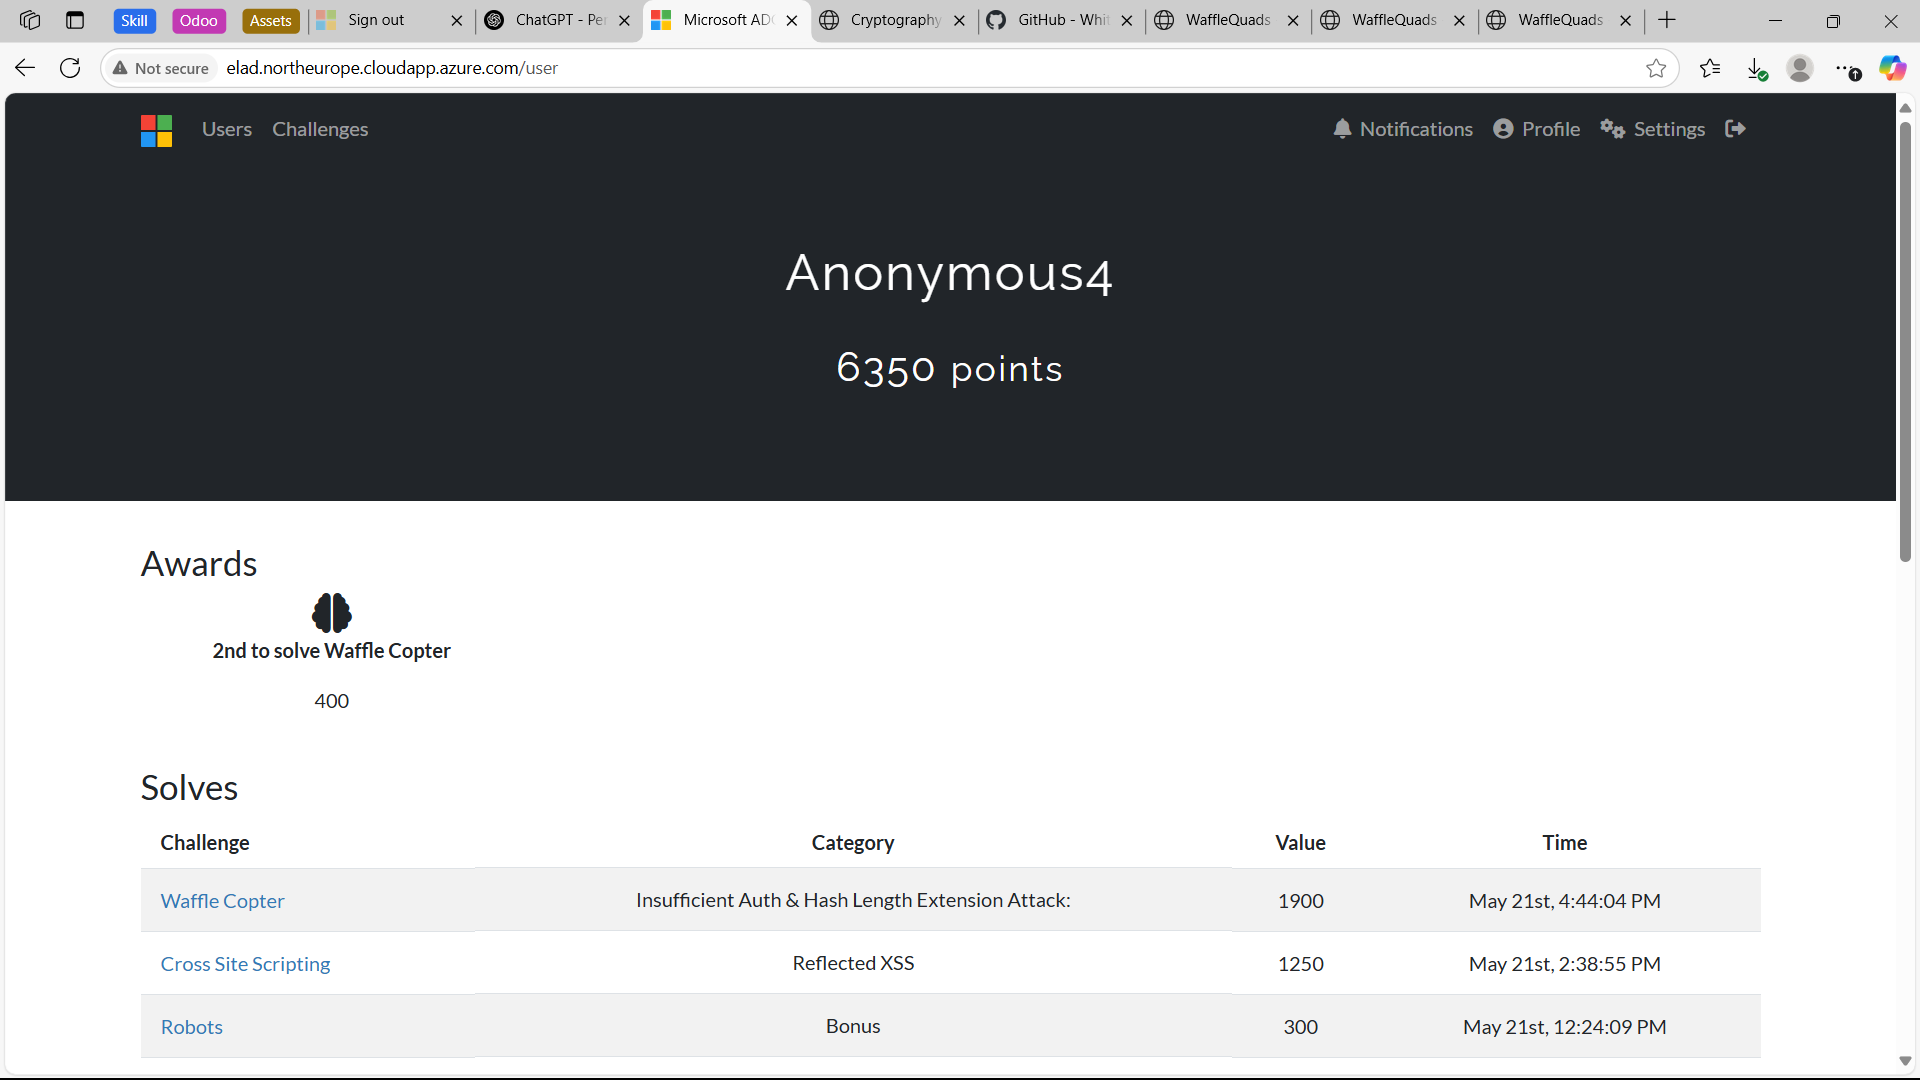 Skill Odoo Assets Sign out ChatGPT - Pe Microsoft AD Cryptography GitHub - Whit WaffleQuads WaffleQuads WaffleQuads
Not secure elad.northeurope.cloudapp.azure.com/user
Users Challenges Notifications Profile Settings
Anonymous4
6350 points
Awards
2nd to solve Waffle Copter
400
Solves
Challenge Category Value Time
Waffle Copter Insufficient Auth & Hash Length Extension Attack: 1900 May 21st, 4:44:04 PM
Cross Site Scripting Reflected XSS 1250 May 21st, 2:38:55 PM
Robots Bonus 300 May 21st, 12:24:09 PM